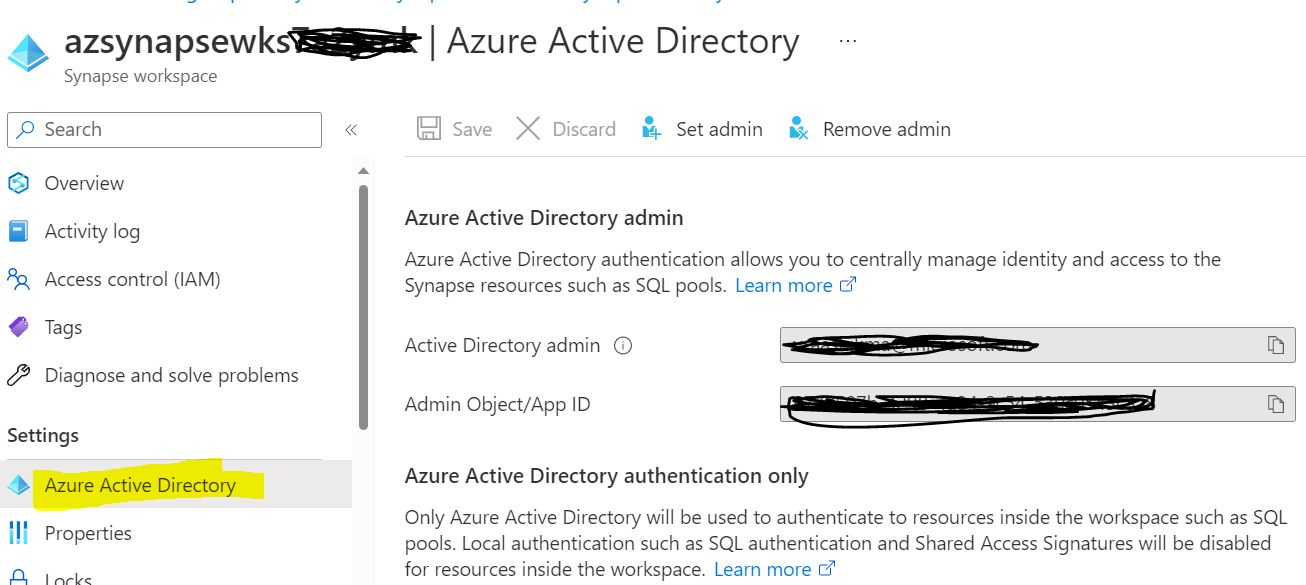 azsynapsewks | Azure Active Directory ...
Synapse workspace
Search
«
Save
Discard
Set admin
Remove admin
Overview
Activity log
Access control (IAM)
Tags
Diagnose and solve problems
Settings
Azure Active Directory
Properties
Locks
Azure Active Directory admin
Azure Active Directory authentication allows you to centrally manage identity and access to the
Synapse resources such as SQL pools. Learn more
Active Directory admin
Admin Object/App ID
Azure Active Directory authentication only
Only Azure Active Directory will be used to authenticate to resources inside the workspace such as SQL
pools. Local authentication such as SQL authentication and Shared Access Signatures will be disabled
for resources inside the workspace. Learn more